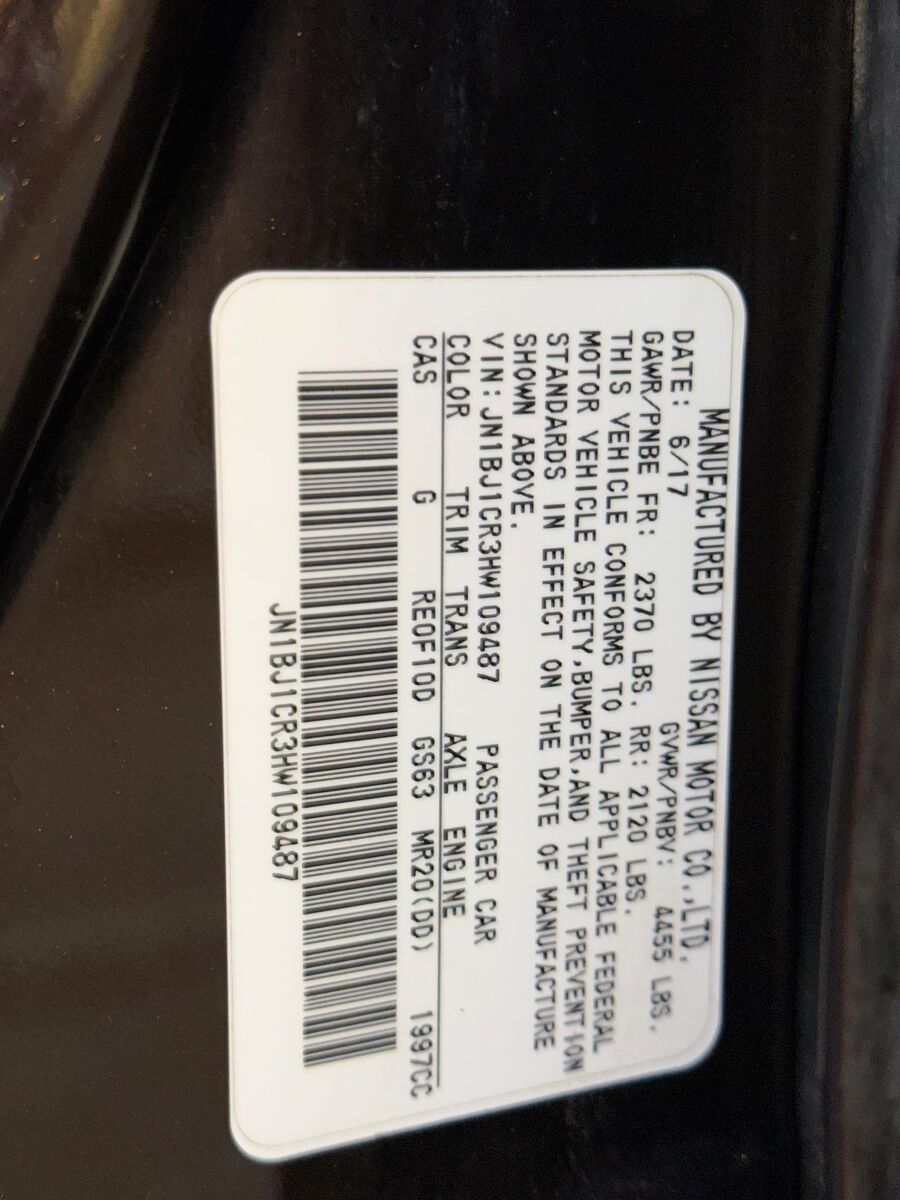 MANUFACTURED BY NISSAN MOTOR CO.,LTD.
DATE: 6/17 GVWR/PNBV: 4455 LBS.
GAWR/PNBE FR: 2370 LBS. RR: 2120 LBS.
THIS VEHICLE CONFORMS TO ALL APPLICABLE FEDERAL
MOTOR VEHICLE SAFETY,BUMPER,AND THEFT PREVENTION
STANDARDS IN EFFECT ON THE DATE OF MANUFACTURE
SHOWN ABOVE.
VIN:JN1BJ1CR3HW109487 PASSENGER CAR
COLOR TRIM TRANS AXLE ENGINE
CAS G RE0F10D GS63 MR20(DD) 1997CC
JN1BJ1CR3HW109487